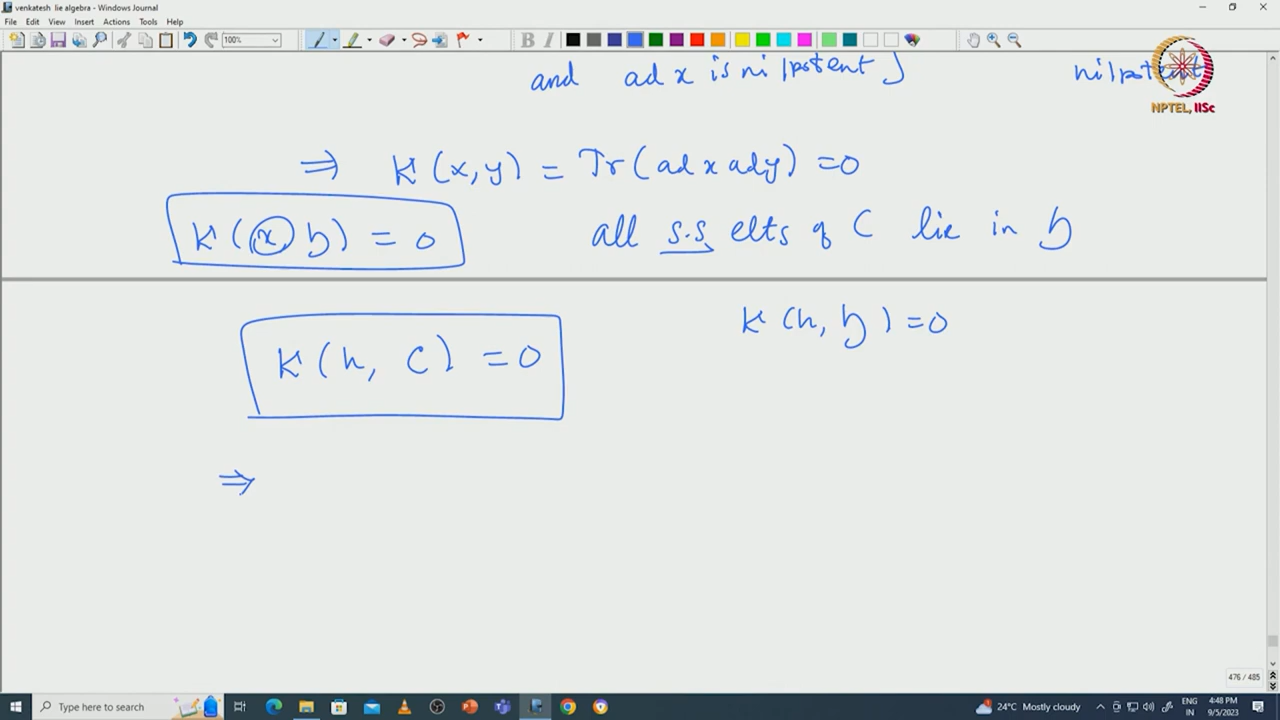 venkatesh lie algebra - Windows Journal
File Edit View Insert Actions Tools Help
100%
and ad x is nilpotent }
nilpotent
NPTEL, IISc
⇒ κ(x,y) = Tr(ad x ad y) = 0
κ(x, 𝔥) = 0
all s.s elts of C lie in 𝔥
κ(h, 𝔥) = 0
κ(h, C) = 0
⇒
476 / 485
Type here to search
24°C Mostly cloudy
ENG
IN
4:48 PM
9/5/2023